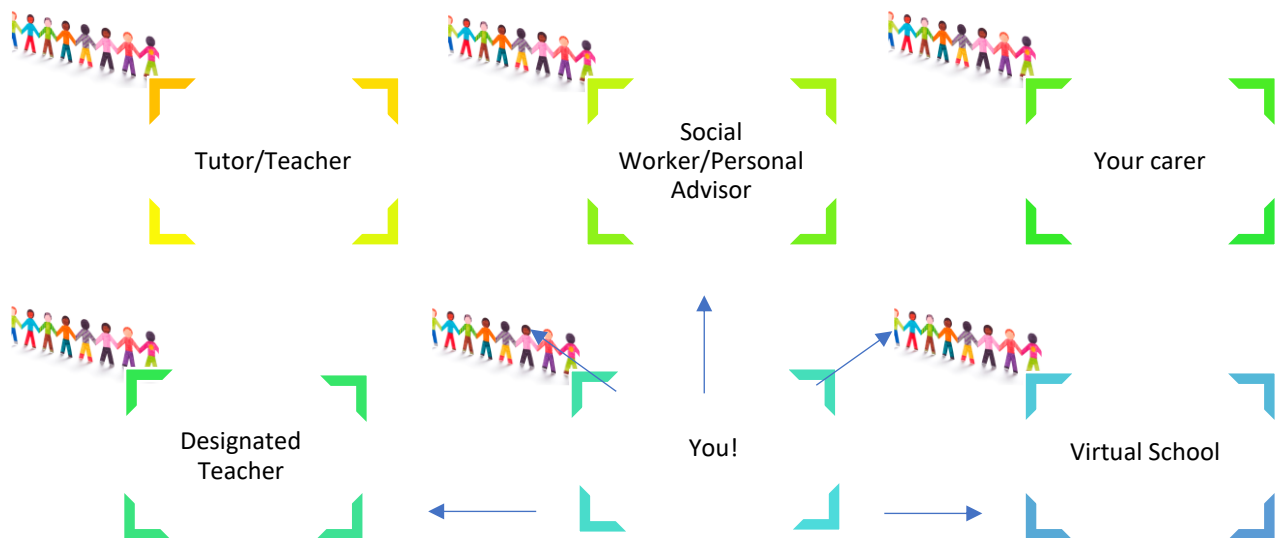 Tutor/Teacher
Social
Worker/Personal
Advisor
Your carer
Designated
Teacher
You!
Virtual School